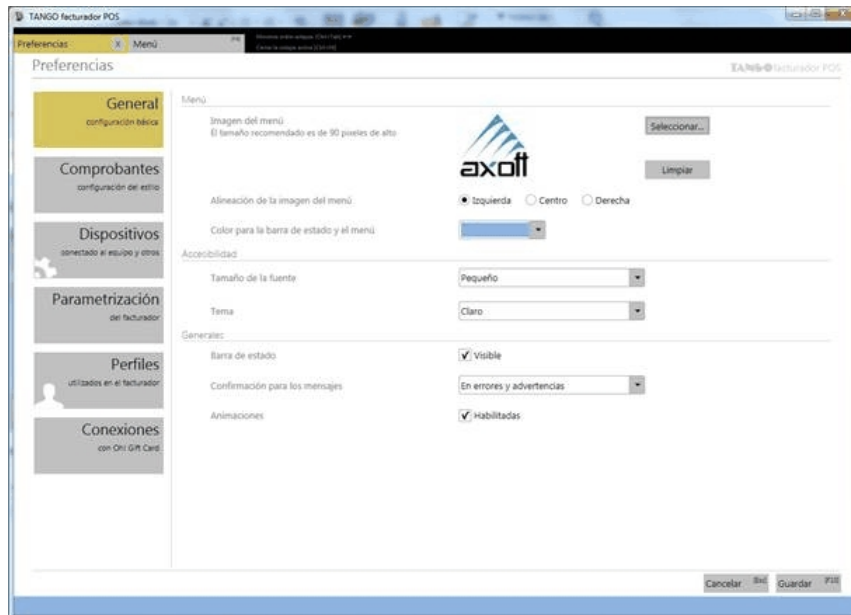 TANGO facturador POS
Preferencias X Menú
Preferencias
TANGO facturador POS
General
configuración básica
Comprobantes
configuración del estilo
Dispositivos
conectado al equipo y otros
Parametrización
del facturador
Perfiles
utilizados en el facturador
Conexiones
con Oh! Gift Card
Menú
Imagen del menú
El tamaño recomendado es de 90 pixeles de alto
axoft
Seleccionar...
Limpiar
Alineación de la imagen del menú
Izquierda Centro Derecha
Color para la barra de estado y el menú
Accesibilidad
Tamaño de la fuente
Pequeño
Tema
Claro
Generales
Barra de estado
Visible
Confirmación para los mensajes
En errores y advertencias
Animaciones
Habilitadas
Cancelar Guardar